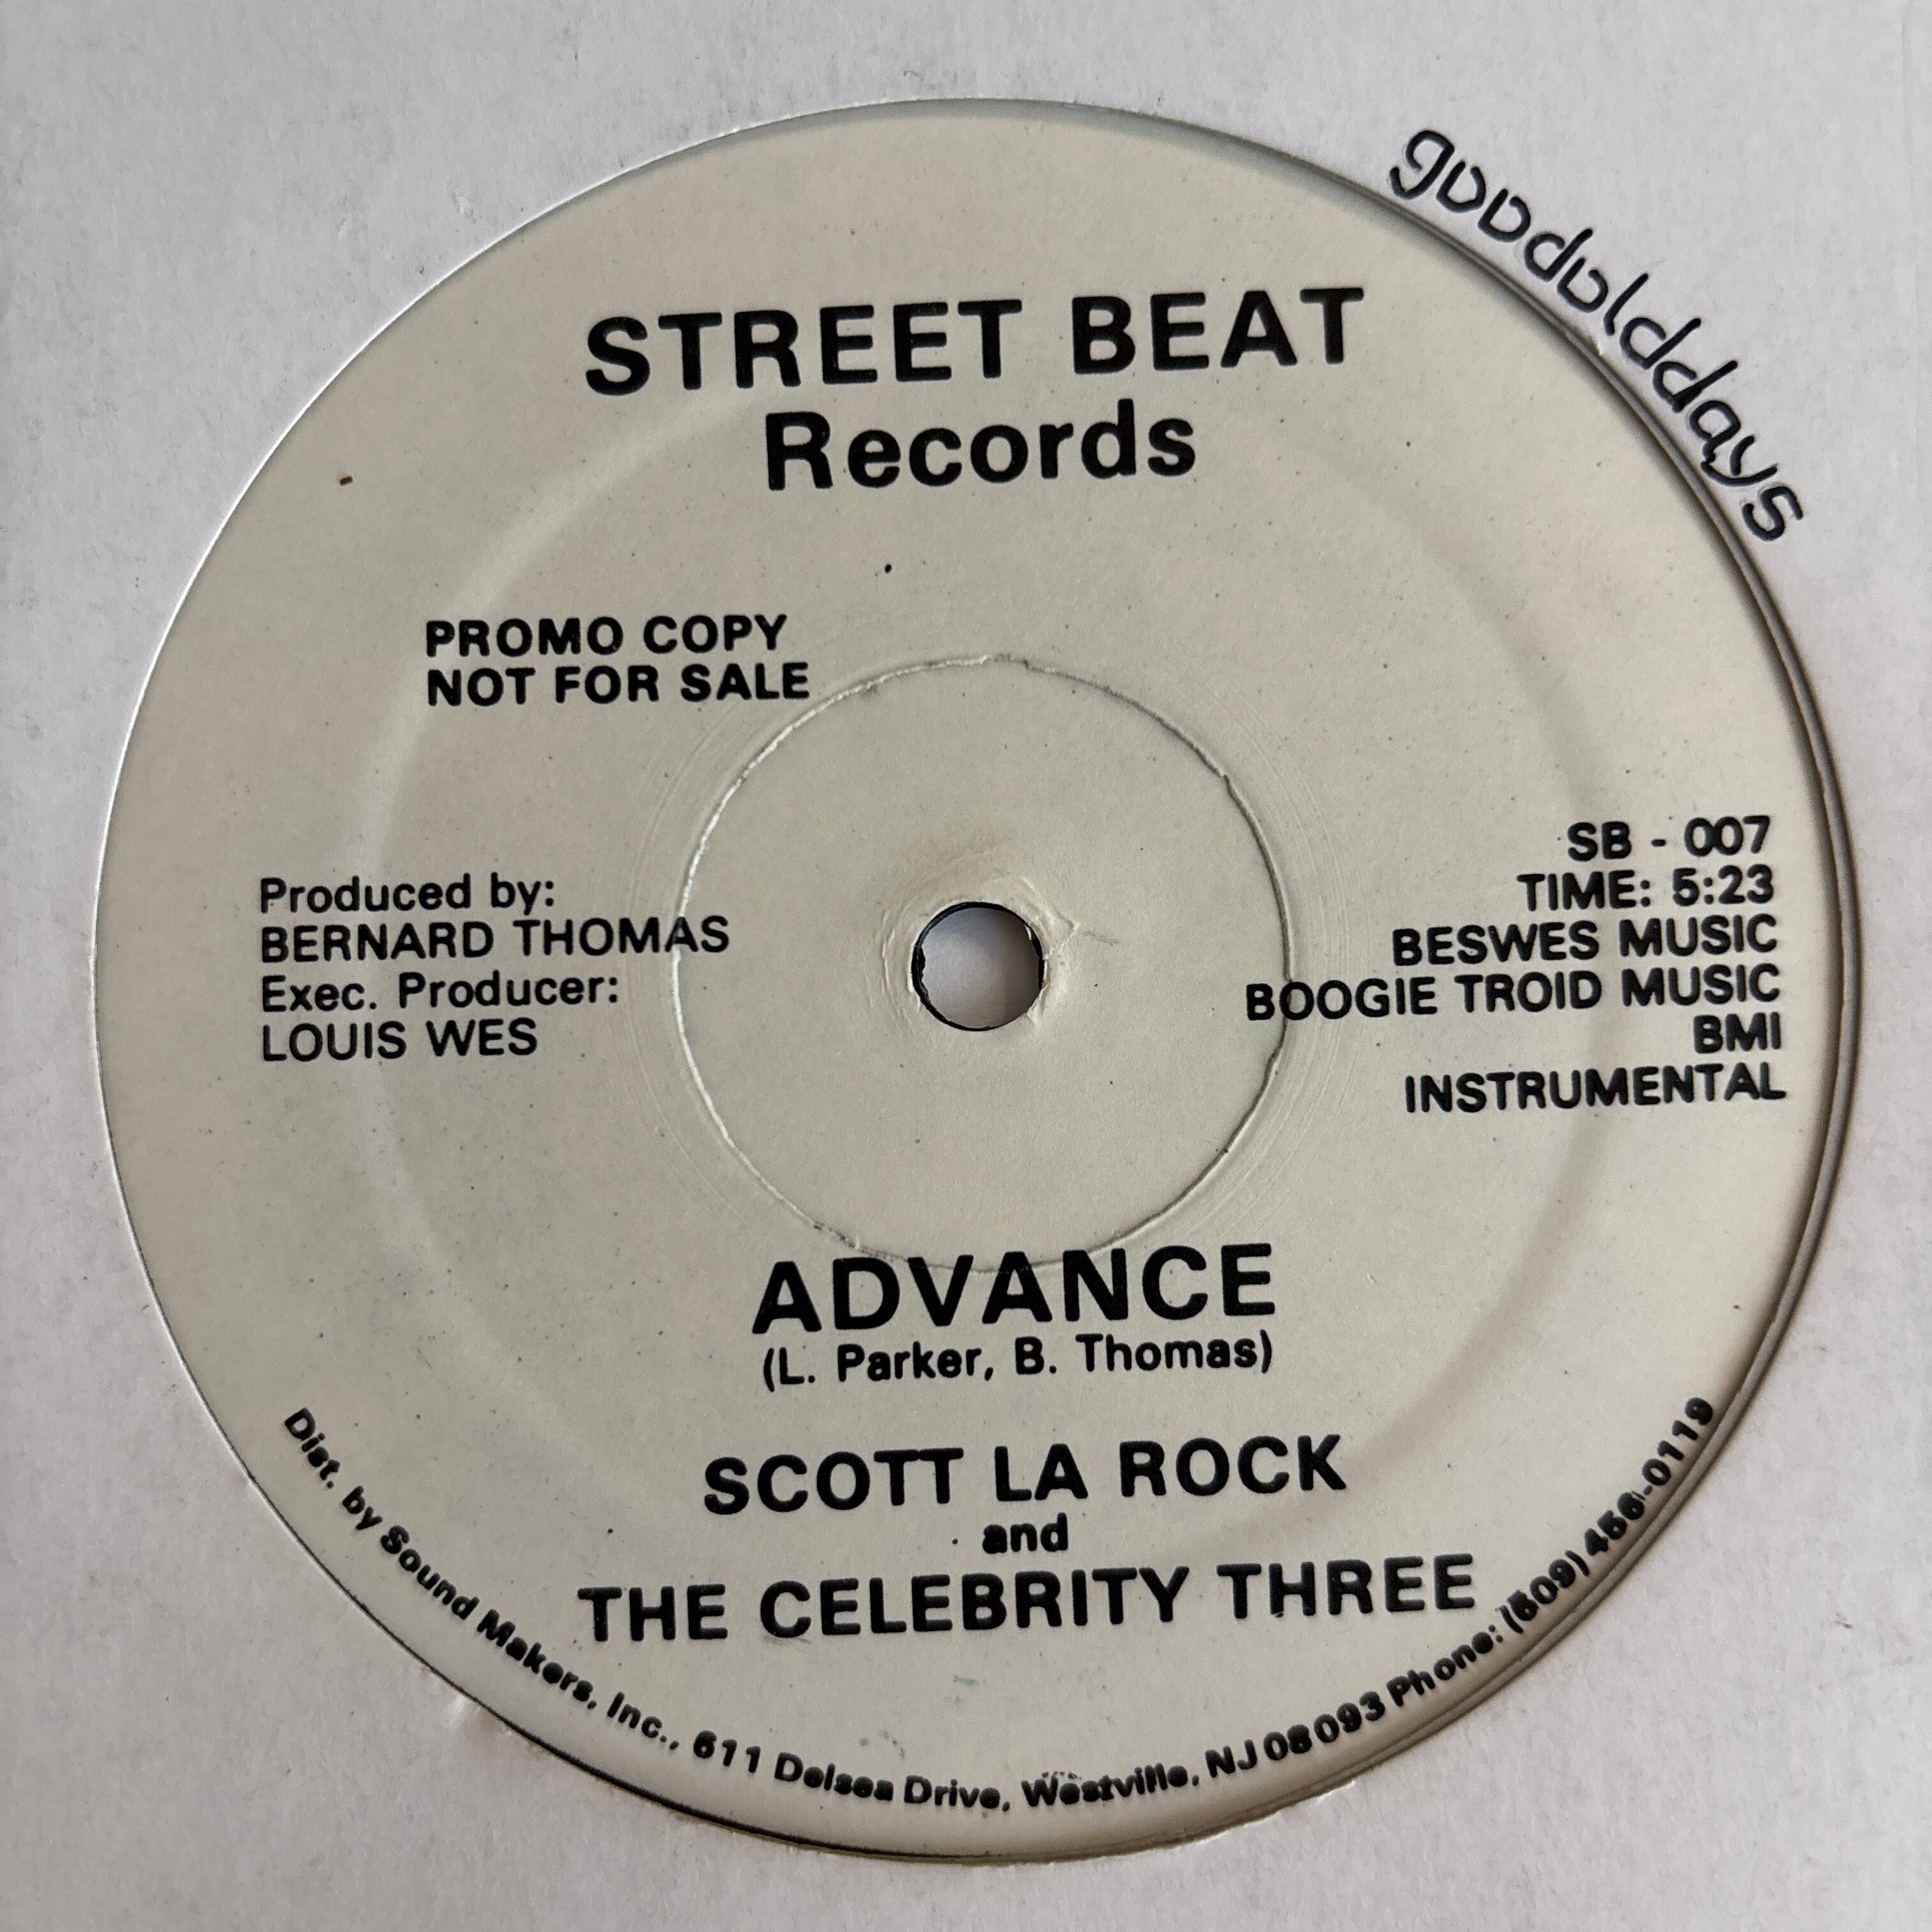 gooddolddays
STREET BEAT
Records
PROMO COPY
NOT FOR SALE
Produced by:
BERNARD THOMAS
Exec. Producer:
LOUIS WES
SB - 007
TIME: 5:23
BESWES MUSIC
BOOGIE TROID MUSIC
BMI
INSTRUMENTAL
ADVANCE
(L. Parker, B. Thomas)
SCOTT LA ROCK
and
THE CELEBRITY THREE
Dist. by Sound Makers, Inc., 611 Delsea Drive, Westville, NJ 08093 Phone: (609) 456-0119